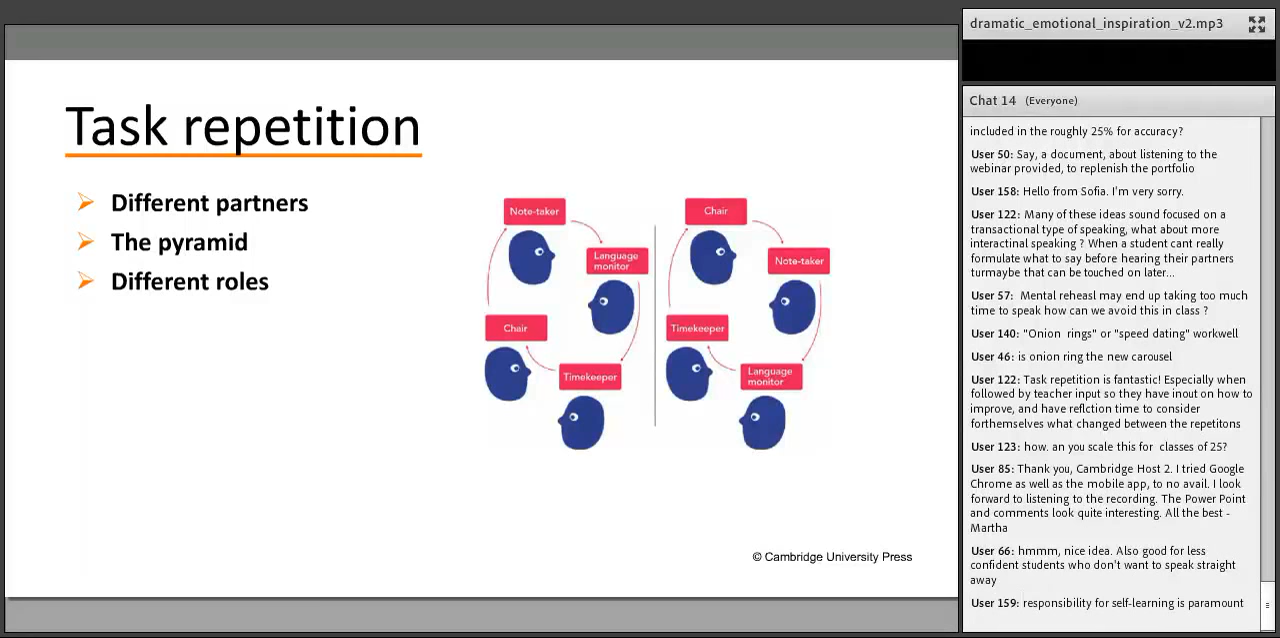 Task repetition
Different partners
The pyramid
Different roles
Note-taker
Language
monitor
Chair
Timekeeper
Chair
Note-taker
Timekeeper
Language
monitor
© Cambridge University Press
dramatic_emotional_inspiration_v2.mp3
Chat 14 (Everyone)
included in the roughly 25% for accuracy?
User 50: Say, a document, about listening to the
webinar provided, to replenish the portfolio
User 158: Hello from Sofia. I'm very sorry.
User 122: Many of these ideas sound focused on a
transactional type of speaking, what about more
interactinal speaking ? When a student cant really
formulate what to say before hearing their partners
turmaybe that can be touched on later...
User 57: Mental reheasl may end up taking too much
time to speak how can we avoid this in class ?
User 140: "Onion rings" or "speed dating" workwell
User 46: is onion ring the new carousel
User 122: Task repetition is fantastic! Especially when
followed by teacher input so they have inout on how to
improve, and have reflction time to consider
forthemselves what changed between the repetitons
User 123: how. an you scale this for classes of 25?
User 85: Thank you, Cambridge Host 2. I tried Google
Chrome as well as the mobile app, to no avail. I look
forward to listening to the recording. The Power Point
and comments look quite interesting. All the best -
Martha
User 66: hmmm, nice idea. Also good for less
confident students who don't want to speak straight
away
User 159: responsibility for self-learning is paramount